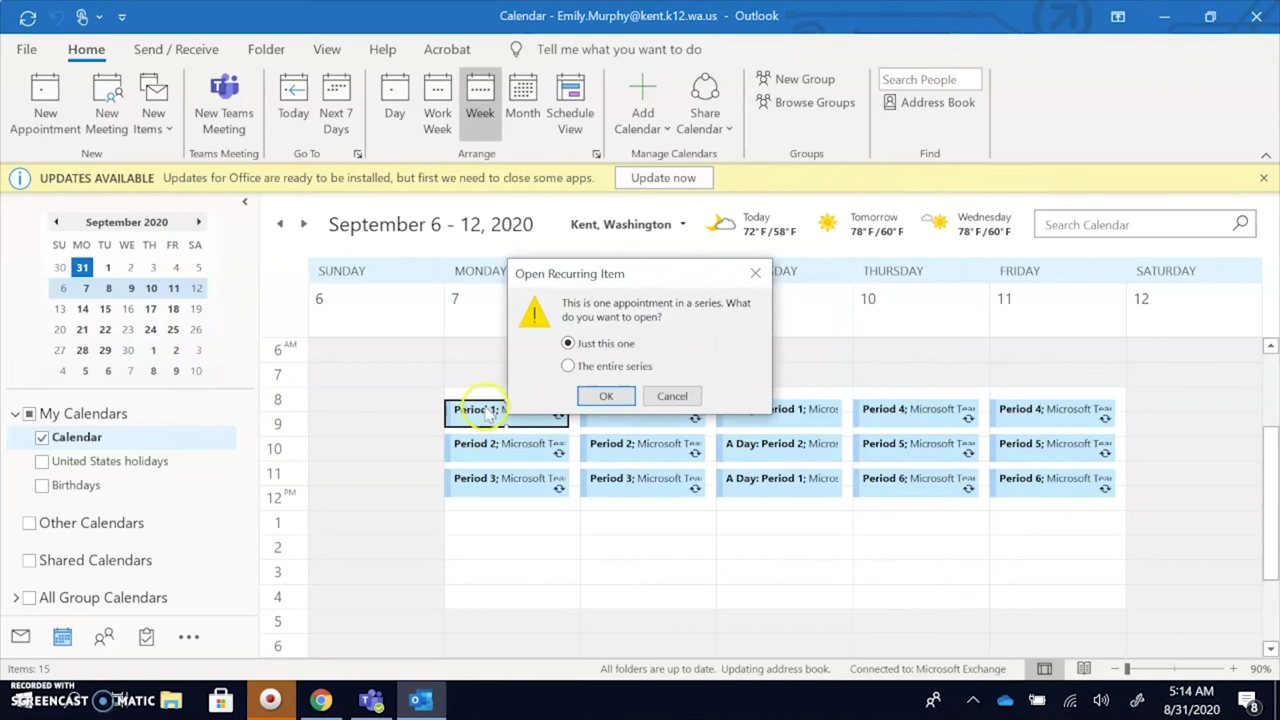 Calendar - Emily.Murphy@kent.k12.wa.us - Outlook
File Home Send / Receive Folder View Help Acrobat Tell me what you want to do
New Appointment
New Meeting
New Items
New Teams Meeting
Today
Next 7 Days
Day
Work Week
Week
Month
Schedule View
Add Calendar
Share Calendar
New Group
Browse Groups
Search People
Address Book
New Teams Meeting Go To Arrange Manage Calendars Groups Find
UPDATES AVAILABLE Updates for Office are ready to be installed, but first we need to close some apps. Update now
September 2020
SU MO TU WE TH FR SA
30 31 1 2 3 4 5
6 7 8 9 10 11 12
13 14 15 16 17 18 19
20 21 22 23 24 25 26
27 28 29 30 1 2 3
4 5 6 7 8 9 10
My Calendars
Calendar
United States holidays
Birthdays
Other Calendars
Shared Calendars
All Group Calendars
September 6 - 12, 2020
Kent, Washington
Today
72°F/58°F
Tomorrow
78°F/60°F
Wednesday
78°F/60°F
Search Calendar
SUNDAY MONDAY DAY THURSDAY FRIDAY SATURDAY
6 7 10 11 12
Open Recurring Item
This is one appointment in a series. What
do you want to open?
Just this one
The entire series
OK Cancel
6 AM
7
8
Period 1; M day Period 1; Micros Period 4; Microsoft Tea Period 4; Microsoft Tea
9
Period 2; Microsoft Tea Period 2; Microsoft Tea A Day: Period 2; Micros Period 5; Microsoft Tea Period 5; Microsoft Tea
10
11
Period 3; Microsoft Tea Period 3; Microsoft Tea A Day: Period 1; Micros Period 6; Microsoft Tea Period 6; Microsoft Tea
12 PM
1
2
3
4
5
6
Items: 15 All folders are up to date. Updating address book. Connected to: Microsoft Exchange 90%
RECORDED WITH
SCREENCAST MATIC
5:14 AM
8/31/2020
8